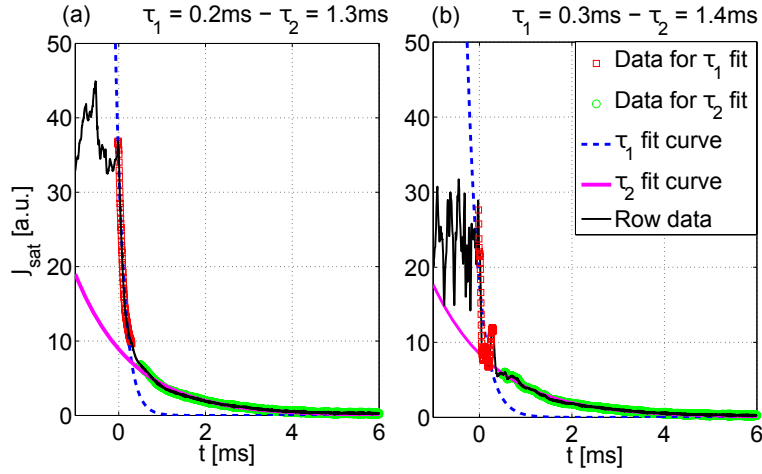 (a) τ1 = 0.2ms − τ2 = 1.3ms
(b) τ1 = 0.3ms − τ2 = 1.4ms
50
40
30
20
10
0
Jsat [a.u.]
0 2 4 6
t [ms]
50
40
30
20
10
0
0 2 4 6
t [ms]
Data for τ1 fit
Data for τ2 fit
τ1 fit curve
τ2 fit curve
Row data